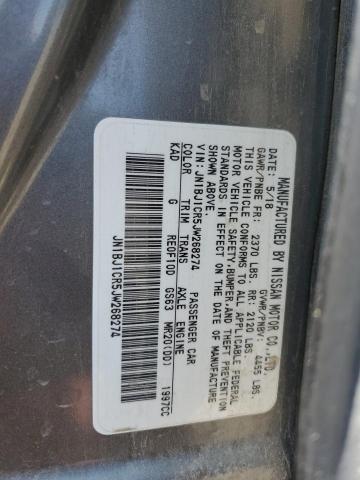 MANUFACTURED BY NISSAN MOTOR CO.,LTD.
5/18 GVWR/PNBV: 4455 LBS.
GAWR/PNBE FR: 2370 LBS. RR: 2120 LBS.
THIS VEHICLE CONFORMS TO ALL APPLICABLE FEDERAL
MOTOR VEHICLE SAFETY,BUMPER,AND THEFT PREVENTION
STANDARDS IN EFFECT ON THE DATE OF MANUFACTURE
SHOWN ABOVE.
VIN:JN1BJ1CR5JW268274 PASSENGER CAR
COLOR TRIM TRANS AXLE ENGINE
KAD G RE0F10D GS63 MR20(DD) 1997CC
JN1BJ1CR5JW268274